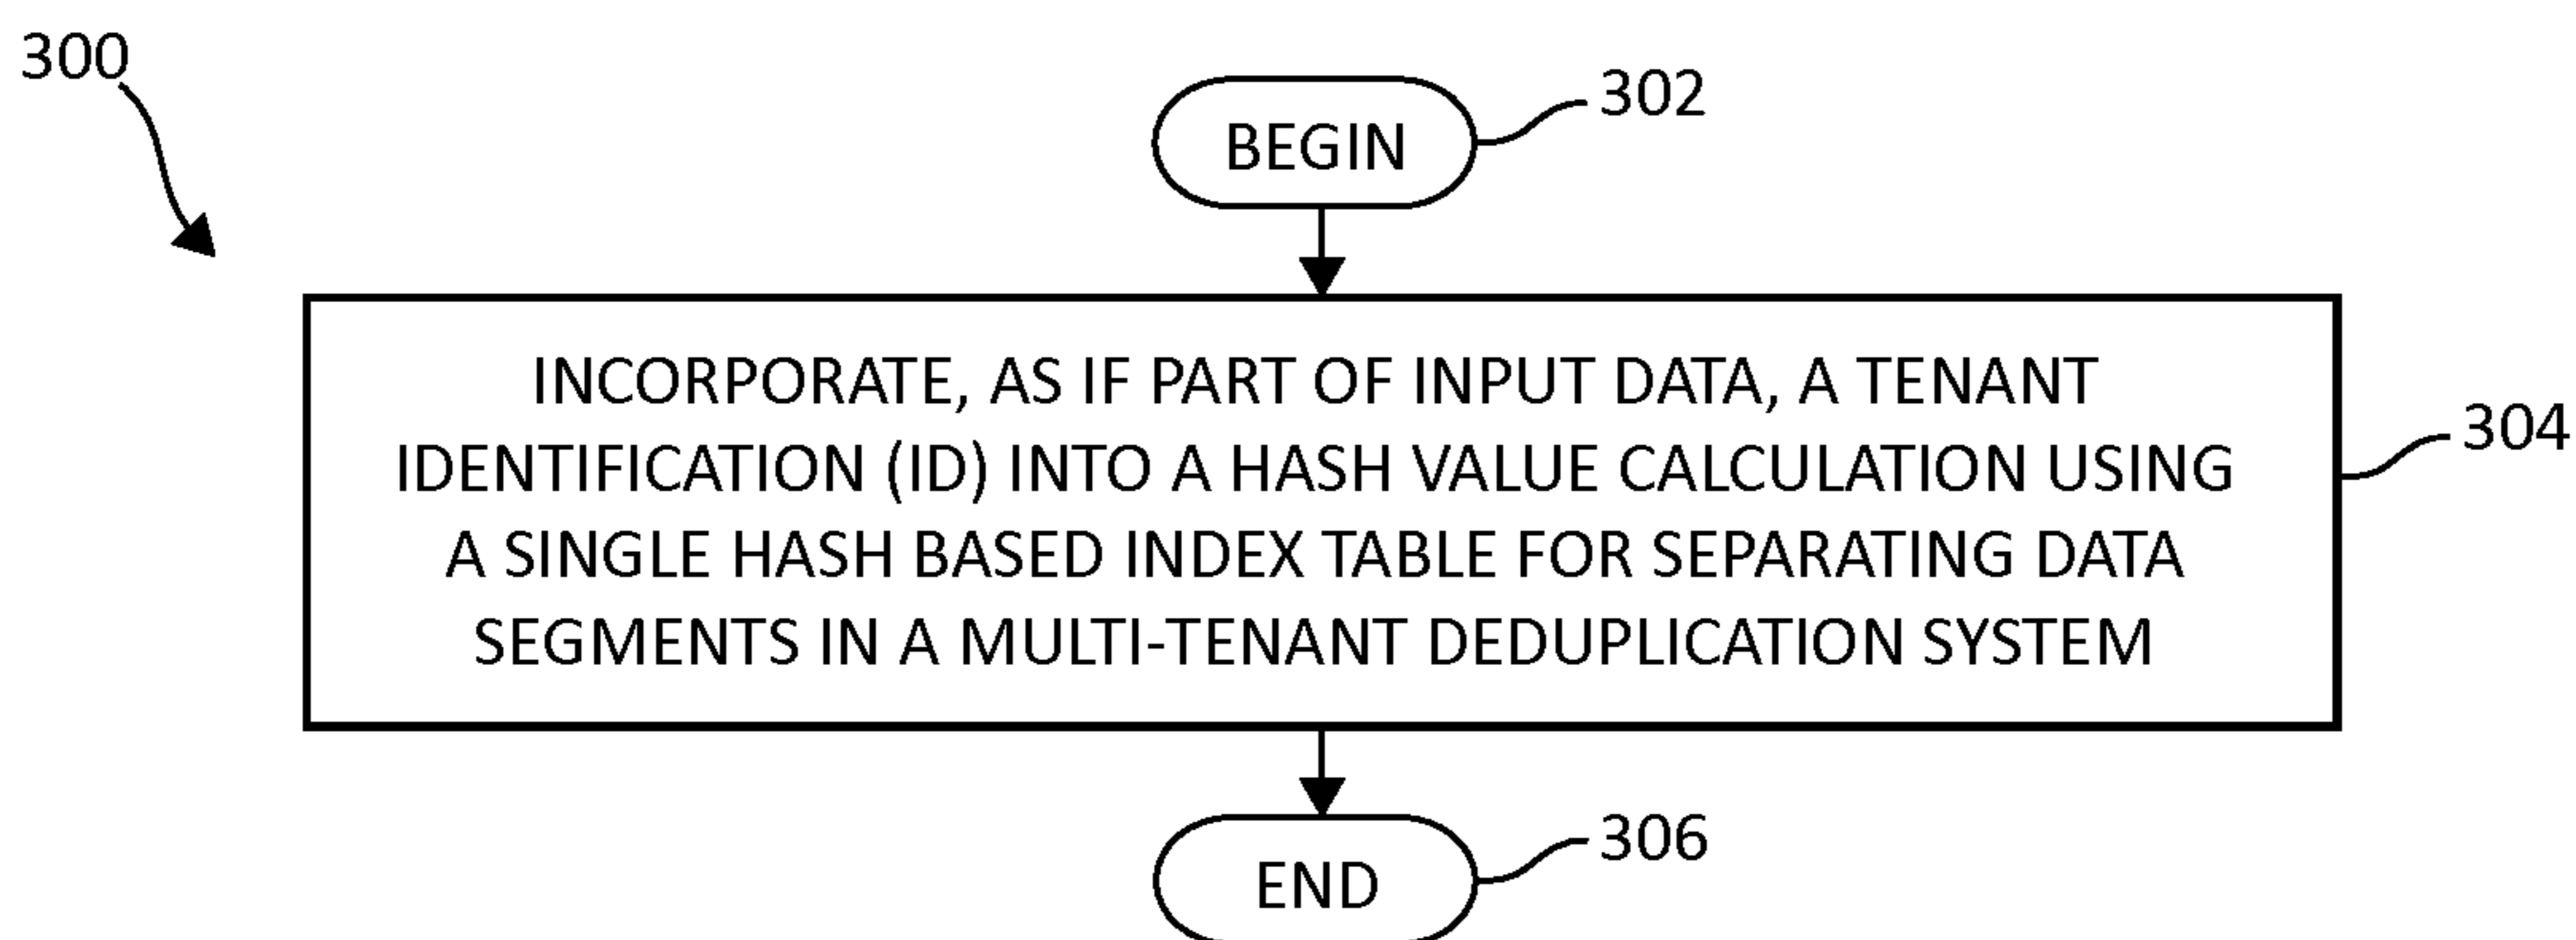 300
BEGIN
302
INCORPORATE, AS IF PART OF INPUT DATA, A TENANT
IDENTIFICATION (ID) INTO A HASH VALUE CALCULATION USING
A SINGLE HASH BASED INDEX TABLE FOR SEPARATING DATA
SEGMENTS IN A MULTI-TENANT DEDUPLICATION SYSTEM
304
END
306